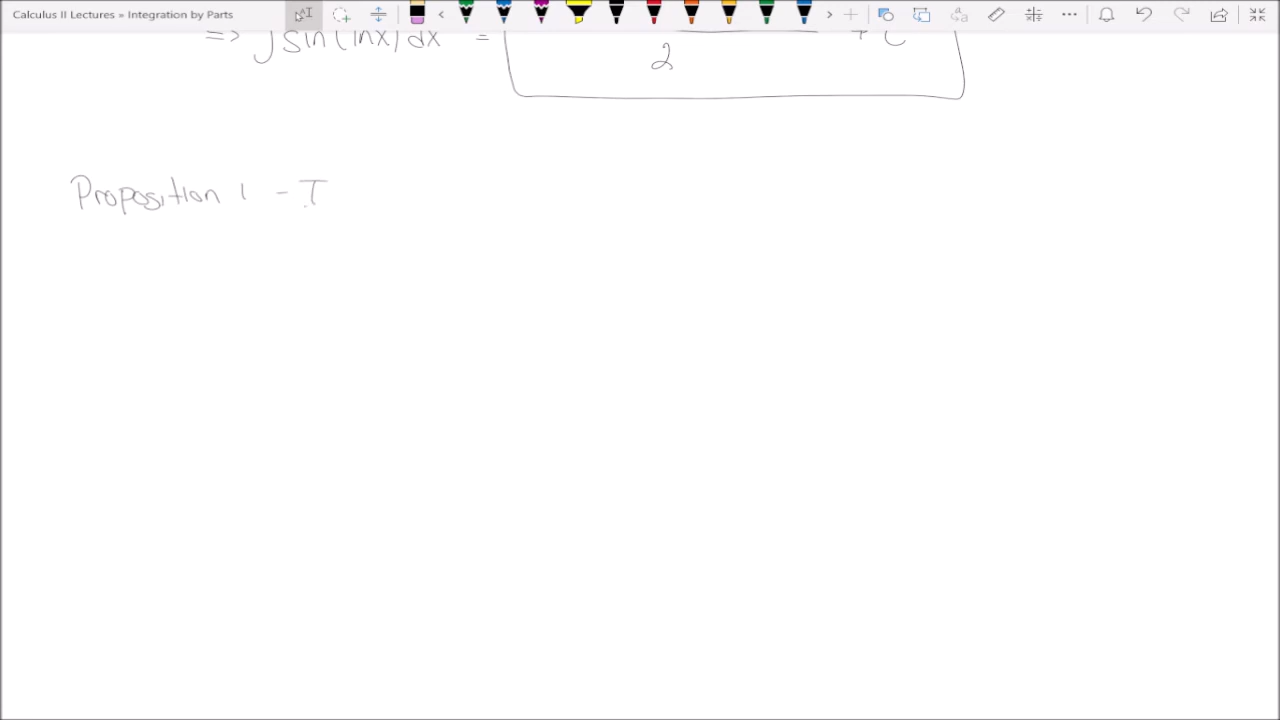 Calculus II Lectures » Integration by Parts
=> ∫ sin(lnx) dx = 2 + C
Proposition 1 - T